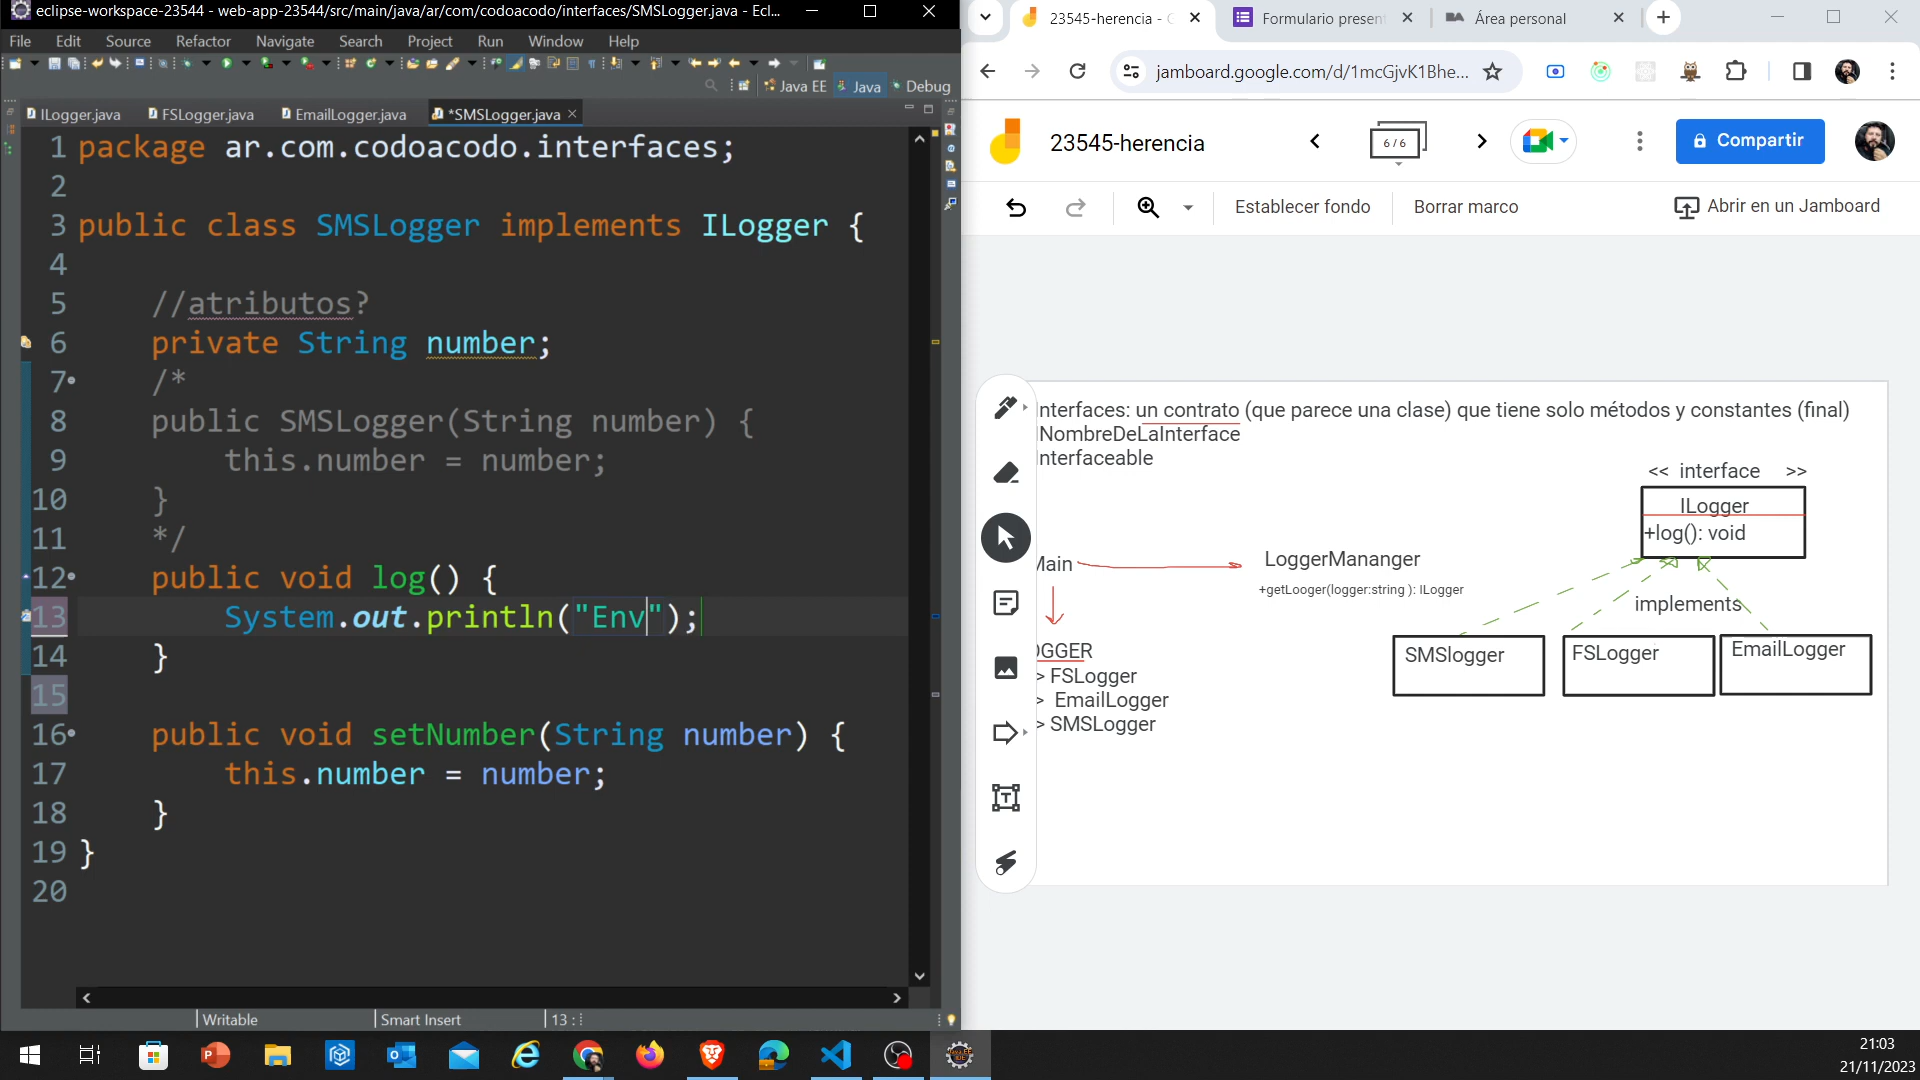 eclipse-workspace-23544 - web-app-23544/src/main/java/ar/com/codoacodo/interfaces/SMSLogger.java - Ecl...
File Edit Source Refactor Navigate Search Project Run Window Help
Java EE Java Debug
ILogger.java FSLogger.java EmailLogger.java *SMSLogger.java
1 package ar.com.codoacodo.interfaces;
2
3 public class SMSLogger implements ILogger {
4
5 //atributos?
6 private String number;
7 /*
8 public SMSLogger(String number) {
9 this.number = number;
10 }
11 */
12 public void log() {
13 System.out.println("Env");
14 }
15
16 public void setNumber(String number) {
17 this.number = number;
18 }
19 }
20
Writable Smart Insert 13 :
23545-herencia - Formulario presen Área personal
jamboard.google.com/d/1mcGjvK1Bhe...
23545-herencia
6 / 6
Compartir
Establecer fondo Borrar marco Abrir en un Jamboard
nterfaces: un contrato (que parece una clase) que tiene solo métodos y constantes (final)
NombreDeLaInterface
nterfaceable
<< interface >>
ILogger
+log(): void
Main
LoggerMananger
+getLooger(logger:string ): ILogger
implements
OGGER
> FSLogger
> EmailLogger
> SMSLogger
SMSlogger FSLogger EmailLogger
21:03
21/11/2023